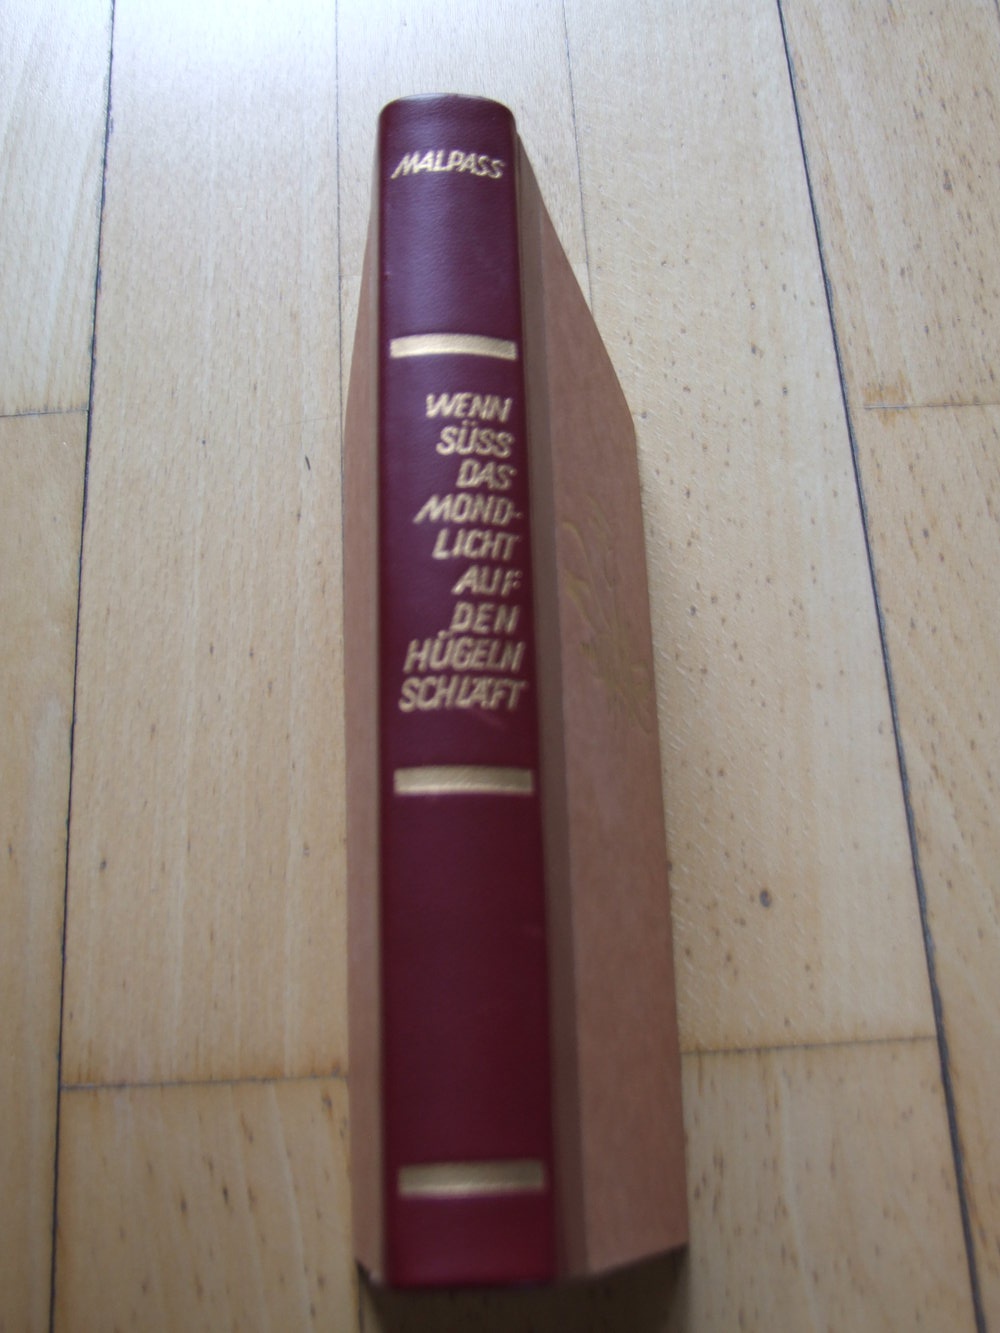 MALPASS
WENN
SÜSS
DAS
MOND-
LICHT
AUF
DEN
HÜGELN
SCHLÄFT